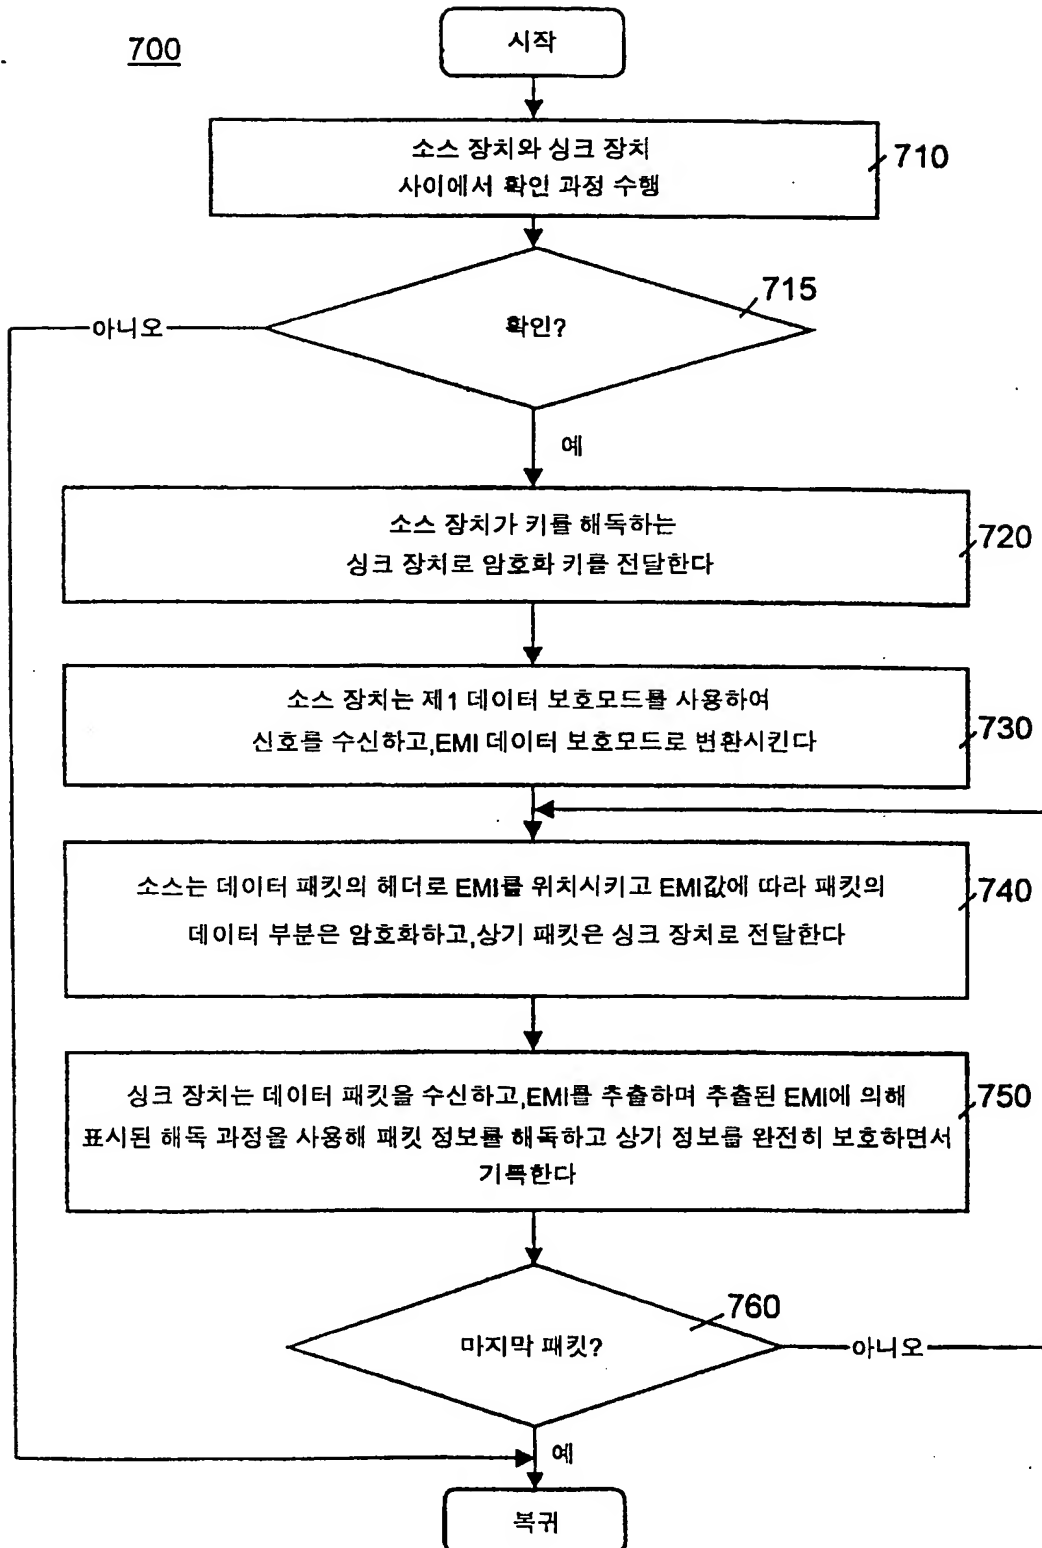 700
시작
소스 장치와 싱크 장치
사이에서 확인 과정 수행
710
확인?
715
아니오
예
소스 장치가 키를 해독하는
싱크 장치로 암호화 키를 전달한다
720
소스 장치는 제1 데이터 보호모드를 사용하여
신호를 수신하고,EMI 데이터 보호모드로 변환시킨다
730
소스는 데이터 패킷의 헤더로 EMI를 위치시키고 EMI값에 따라 패킷의
데이터 부분은 암호화하고,상기 패킷은 싱크 장치로 전달한다
740
싱크 장치는 데이터 패킷을 수신하고,EMI를 추출하며 추출된 EMI에 의해
표시된 해독 과정을 사용해 패킷 정보를 해독하고 상기 정보를 완전히 보호하면서
기록한다
750
마지막 패킷?
760
아니오
예
복귀